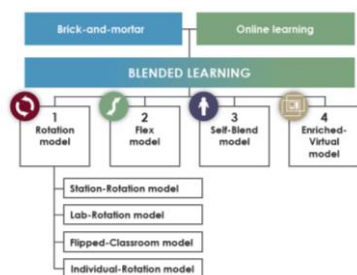 Brick-and-mortar
Online learning
BLENDED LEARNING
1
Rotation
model
2
Flex
model
3
Self-Blend
model
4
Enriched-
Virtual
model
Station-Rotation model
Lab-Rotation model
Flipped-Classroom model
Individual-Rotation model